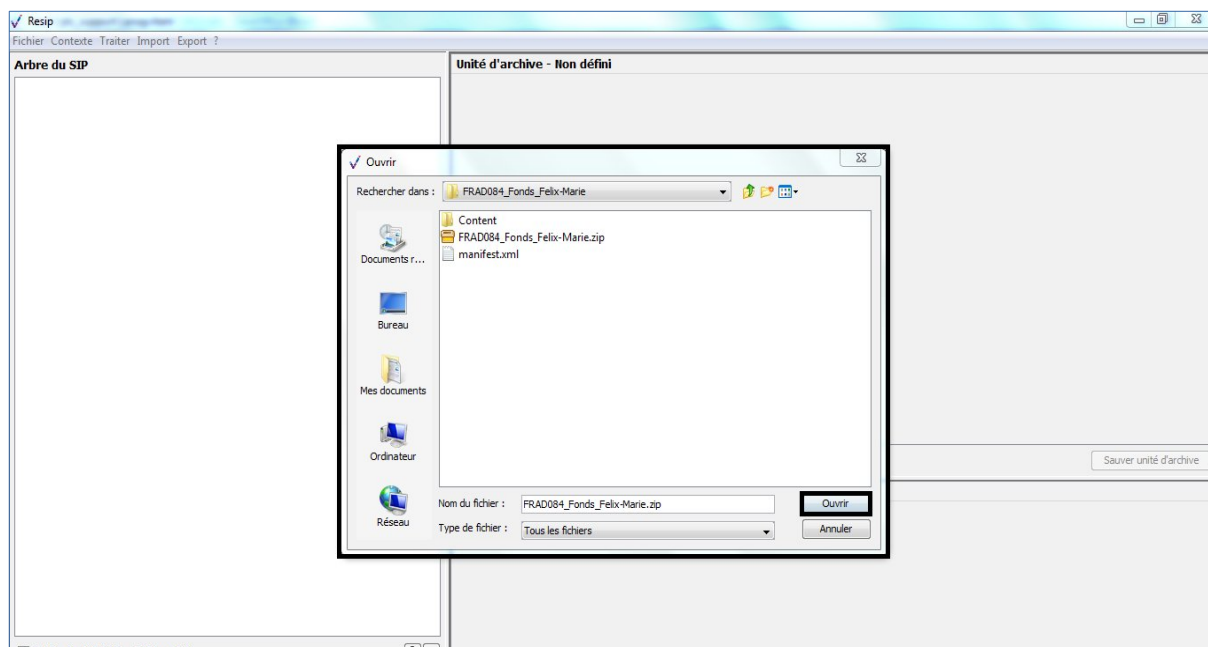 Resip
Fichier Contexte Traiter Import Export ?
Arbre du SIP
Unité d'archive - Non défini
Ouvrir
Rechercher dans :
FRAD084_Fonds_Felix-Marie
Content
FRAD084_Fonds_Felix-Marie.zip
manifest.xml
Documents r...
Bureau
Mes documents
Ordinateur
Réseau
Nom du fichier :
FRAD084_Fonds_Felix-Marie.zip
Ouvrir
Type de fichier :
Tous les fichiers
Annuler
Sauver unité d'archive